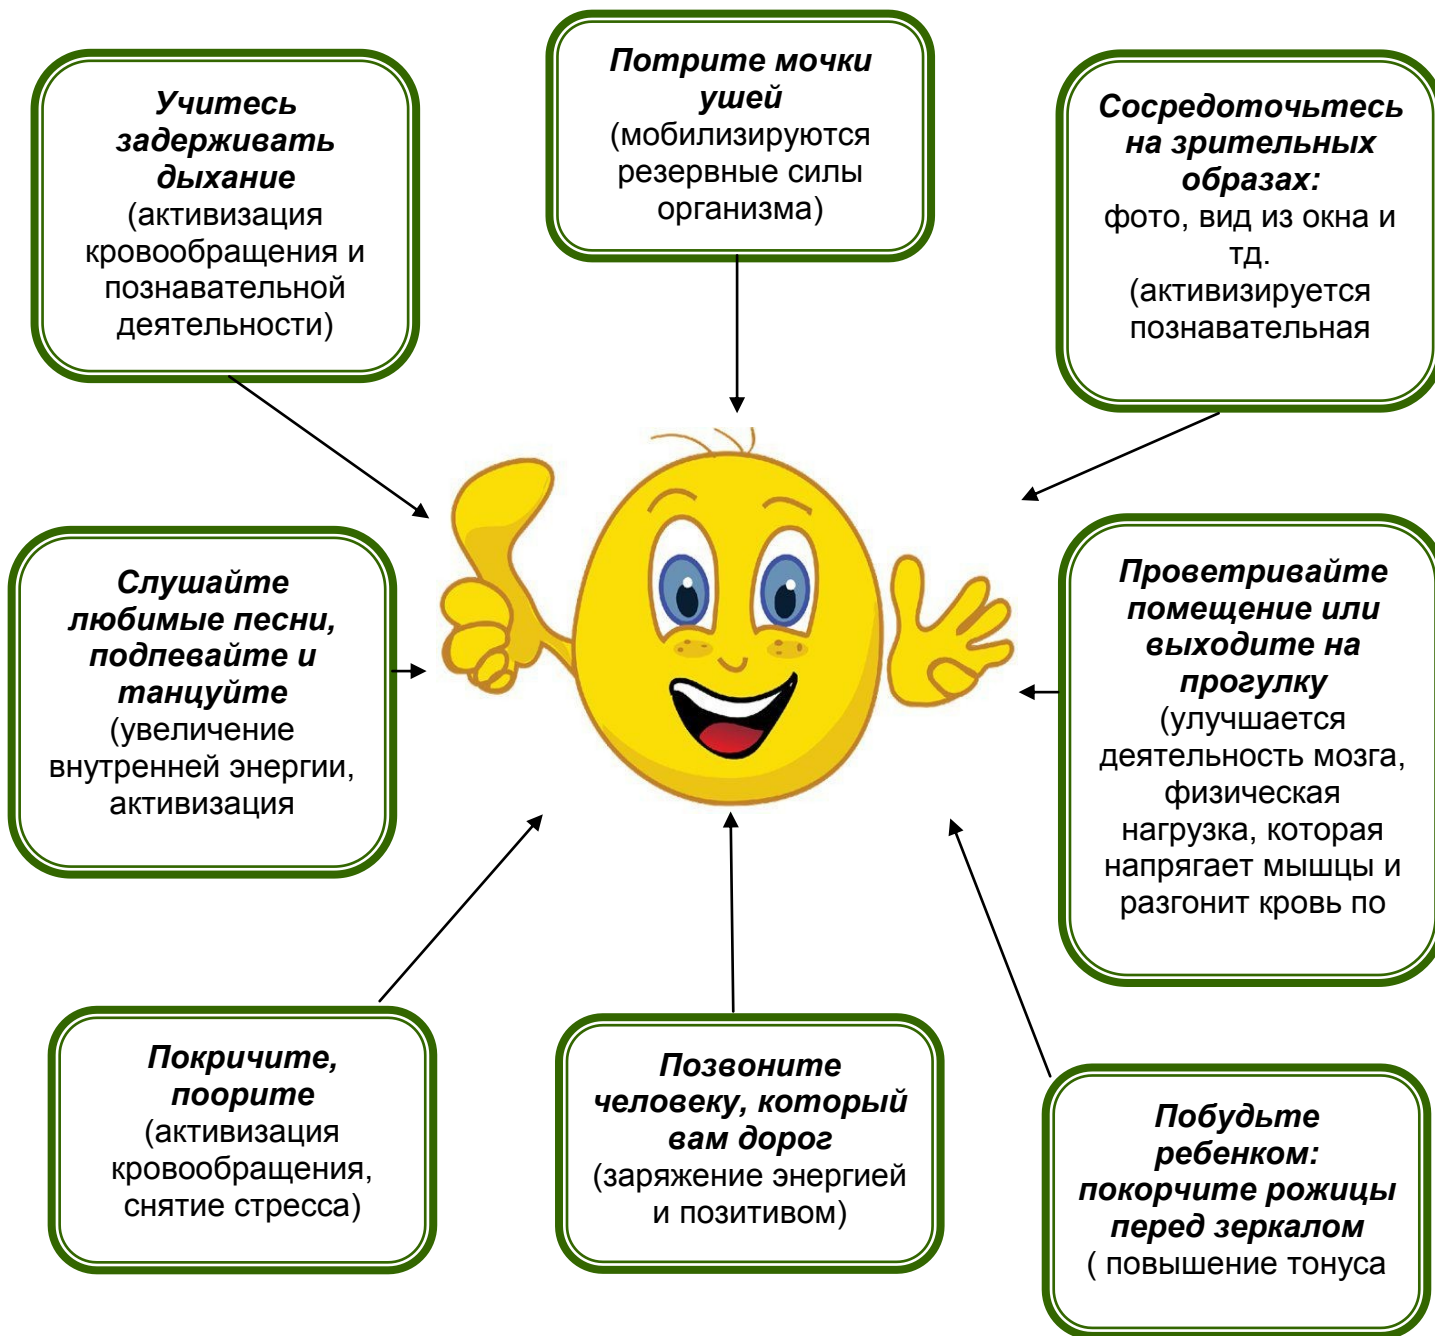 Учитесь
задерживать
дыхание
(активизация
кровообращения и
познавательной
деятельности)
Потрите мочки
ушей
(мобилизируются
резервные силы
организма)
Сосредоточьтесь
на зрительных
образах:
фото, вид из окна и
тд.
(активизируется
познавательная
Слушайте
любимые песни,
подпевайте и
танцуйте
(увеличение
внутренней энергии,
активизация
Проветривайте
помещение или
выходите на
прогулку
(улучшается
деятельность мозга,
физическая
нагрузка, которая
напрягает мышцы и
разгонит кровь по
Покричите,
поорите
(активизация
кровообращения,
снятие стресса)
Позвоните
человеку, который
вам дорог
(заряжение энергией
и позитивом)
Побудьте
ребенком:
покорчите рожицы
перед зеркалом
( повышение тонуса